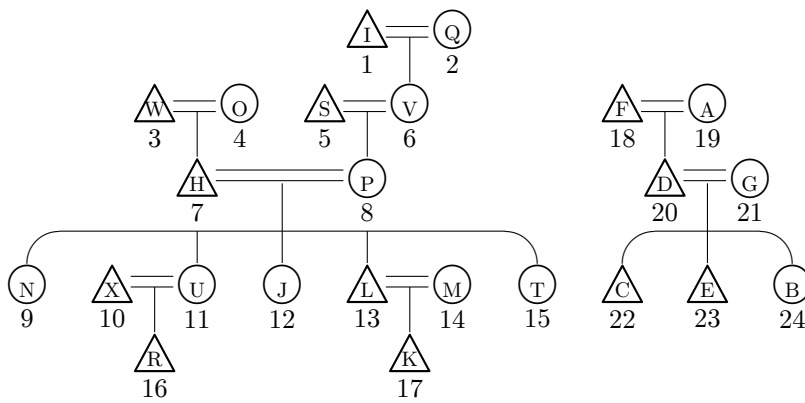 I Q
1 2
W O S V F A
3 4 5 6 18 19
H P D G
7 8 20 21
N X U J L M T C E B
9 10 11 12 13 14 15 22 23 24
R K
16 17